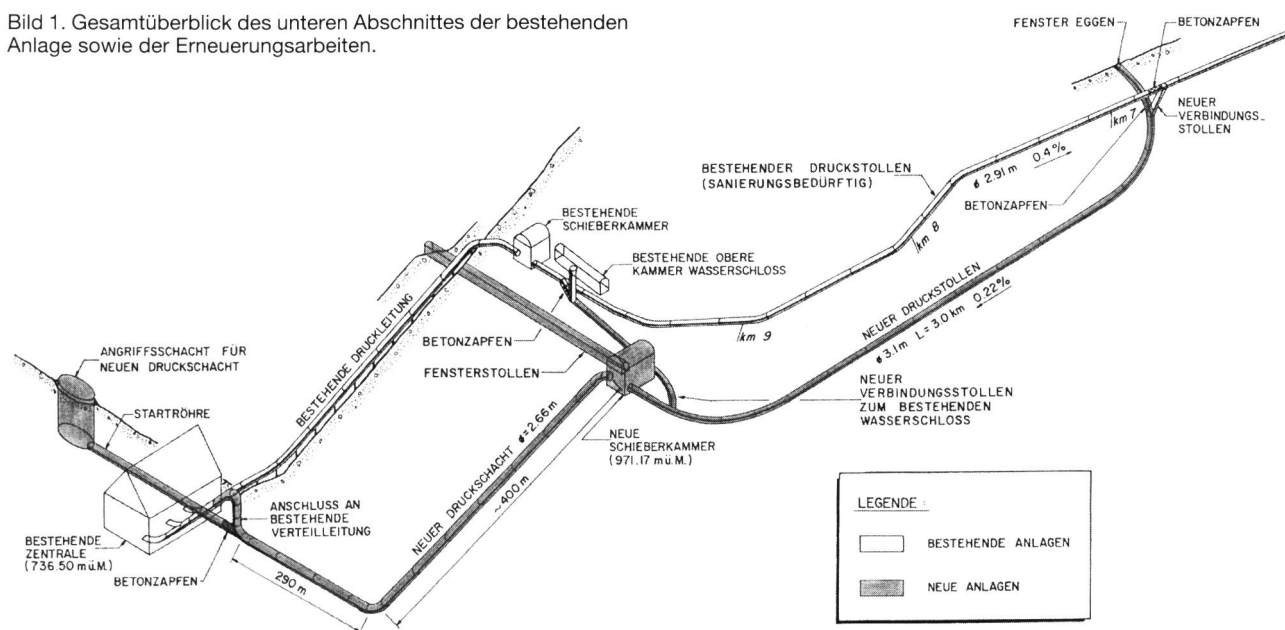 Bild 1. Gesamtüberblick des unteren Abschnittes der bestehenden
Anlage sowie der Erneuerungsarbeiten.
FENSTER EGGEN
BETONZAPFEN
NEUER
VERBINDUNGS_
STOLLEN
km 7
0.4%
ø 2.91 m
BESTEHENDER DRUCKSTOLLEN
(SANIERUNGSBEDÜRFTIG)
BETONZAPFEN
km 8
BESTEHENDE
SCHIEBERKAMMER
BESTEHENDE OBERE
KAMMER WASSERSCHLOSS
NEUER DRUCKSTOLLEN
ø 3.1m L = 3.0 km 0.22%
km 9
BETONZAPFEN
FENSTERSTOLLEN
BESTEHENDE DRUCKLEITUNG
ANGRIFFSSCHACHT FÜR
NEUEN DRUCKSCHACHT
STARTRÖHRE
NEUER
VERBINDUNGSSTOLLEN
ZUM BESTEHENDEN
WASSERSCHLOSS
NEUE
SCHIEBERKAMMER
(971.17 mü.M.)
NEUER DRUCKSCHACHT ø=2.66 m
~400 m
ANSCHLUSS AN
BESTEHENDE
VERTEILLEITUNG
BESTEHENDE
ZENTRALE
(736.50 mü.M.)
BETONZAPFEN
290 m
LEGENDE :
BESTEHENDE ANLAGEN
NEUE ANLAGEN